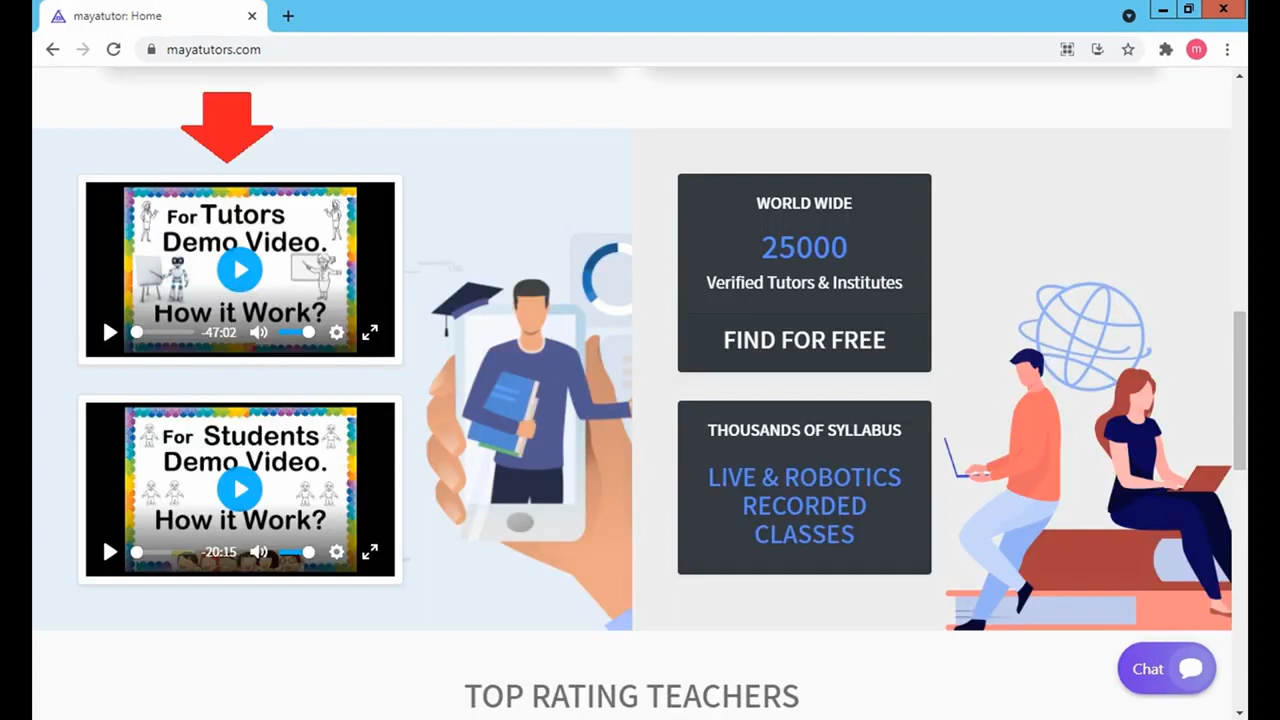 mayatutor: Home
mayatutors.com
m
For Tutors
Demo Video.
How it Work?
-47:02
For Students
Demo Video.
How it Work?
-20:15
WORLD WIDE
25000
Verified Tutors & Institutes
FIND FOR FREE
THOUSANDS OF SYLLABUS
LIVE & ROBOTICS
RECORDED
CLASSES
Chat
TOP RATING TEACHERS